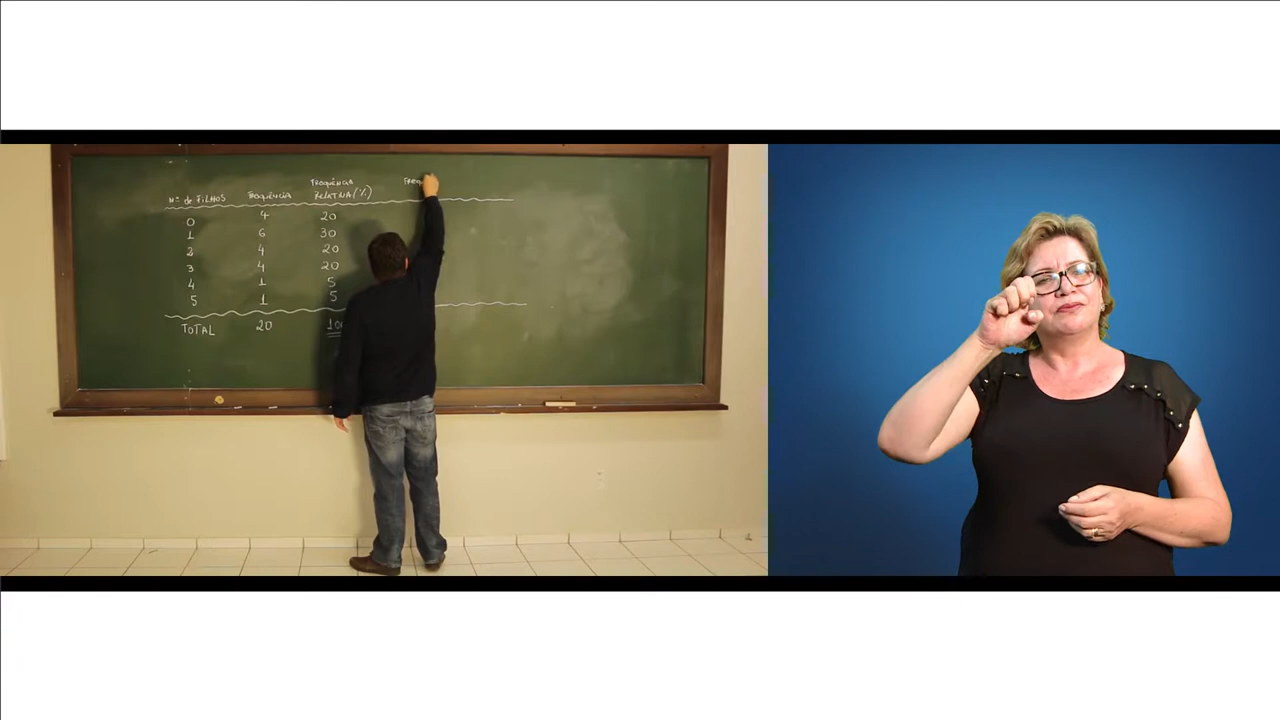 Frequência
Nº de FILHOS Frequência RELATIVA (%)
0 4 20
1 6 30
2 4 20
3 4 20
4 1 5
5 1 5
TOTAL 20